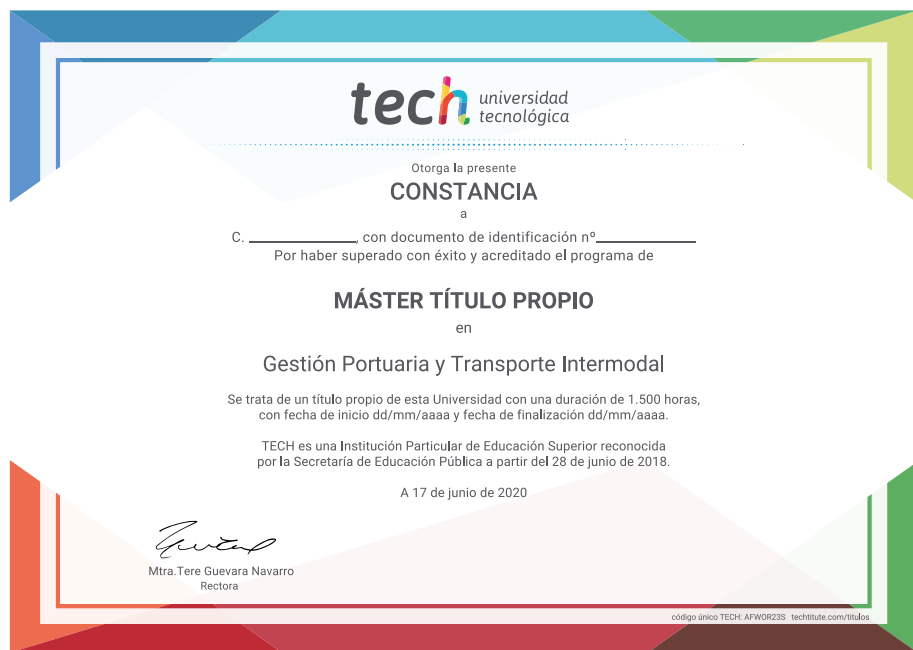 tech universidad
tecnológica
Otorga la presente
CONSTANCIA
a
C. ____________, con documento de identificación nº____________
Por haber superado con éxito y acreditado el programa de
MÁSTER TÍTULO PROPIO
en
Gestión Portuaria y Transporte Intermodal
Se trata de un título propio de esta Universidad con una duración de 1.500 horas,
con fecha de inicio dd/mm/aaaa y fecha de finalización dd/mm/aaaa.
TECH es una Institución Particular de Educación Superior reconocida
por la Secretaría de Educación Pública a partir del 28 de junio de 2018.
A 17 de junio de 2020
Mtra.Tere Guevara Navarro
Rectora
código único TECH: AFWOR23S techtitute.com/titulos